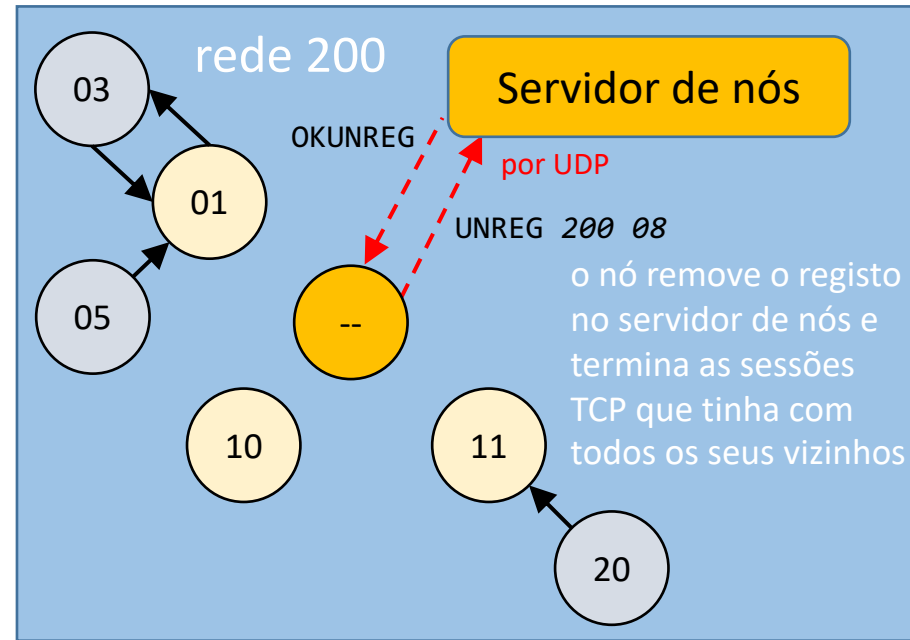 rede 200
Servidor de nós
03
OKUNREG
por UDP
01
UNREG 200 08
o nó remove o registo
no servidor de nós e
termina as sessões
TCP que tinha com
todos os seus vizinhos
05
--
10
11
20